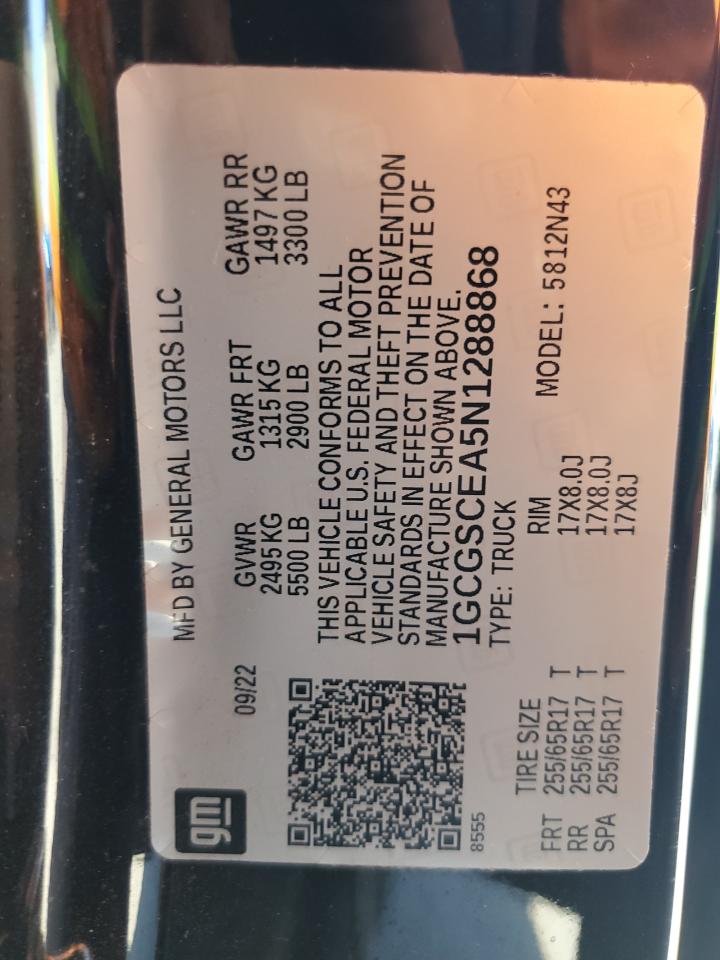 gm
MFD BY GENERAL MOTORS LLC
09/22
GVWR GAWR FRT GAWR RR
2495KG 1315 KG 1497 KG
5500 LB 2900 LB 3300 LB
THIS VEHICLE CONFORMS TO ALL
APPLICABLE U.S. FEDERAL MOTOR
VEHICLE SAFETY AND THEFT PREVENTION
STANDARDS IN EFFECT ON THE DATE OF
MANUFACTURE SHOWN ABOVE.
1GCGSCEA5N1288868
8555
TYPE: TRUCK
MODEL: 5812N43
TIRE SIZE RIM
FRT 255/65R17 T 17X8.0J
RR 255/65R17 T 17X8.0J
SPA 255/65R17 T 17X8J